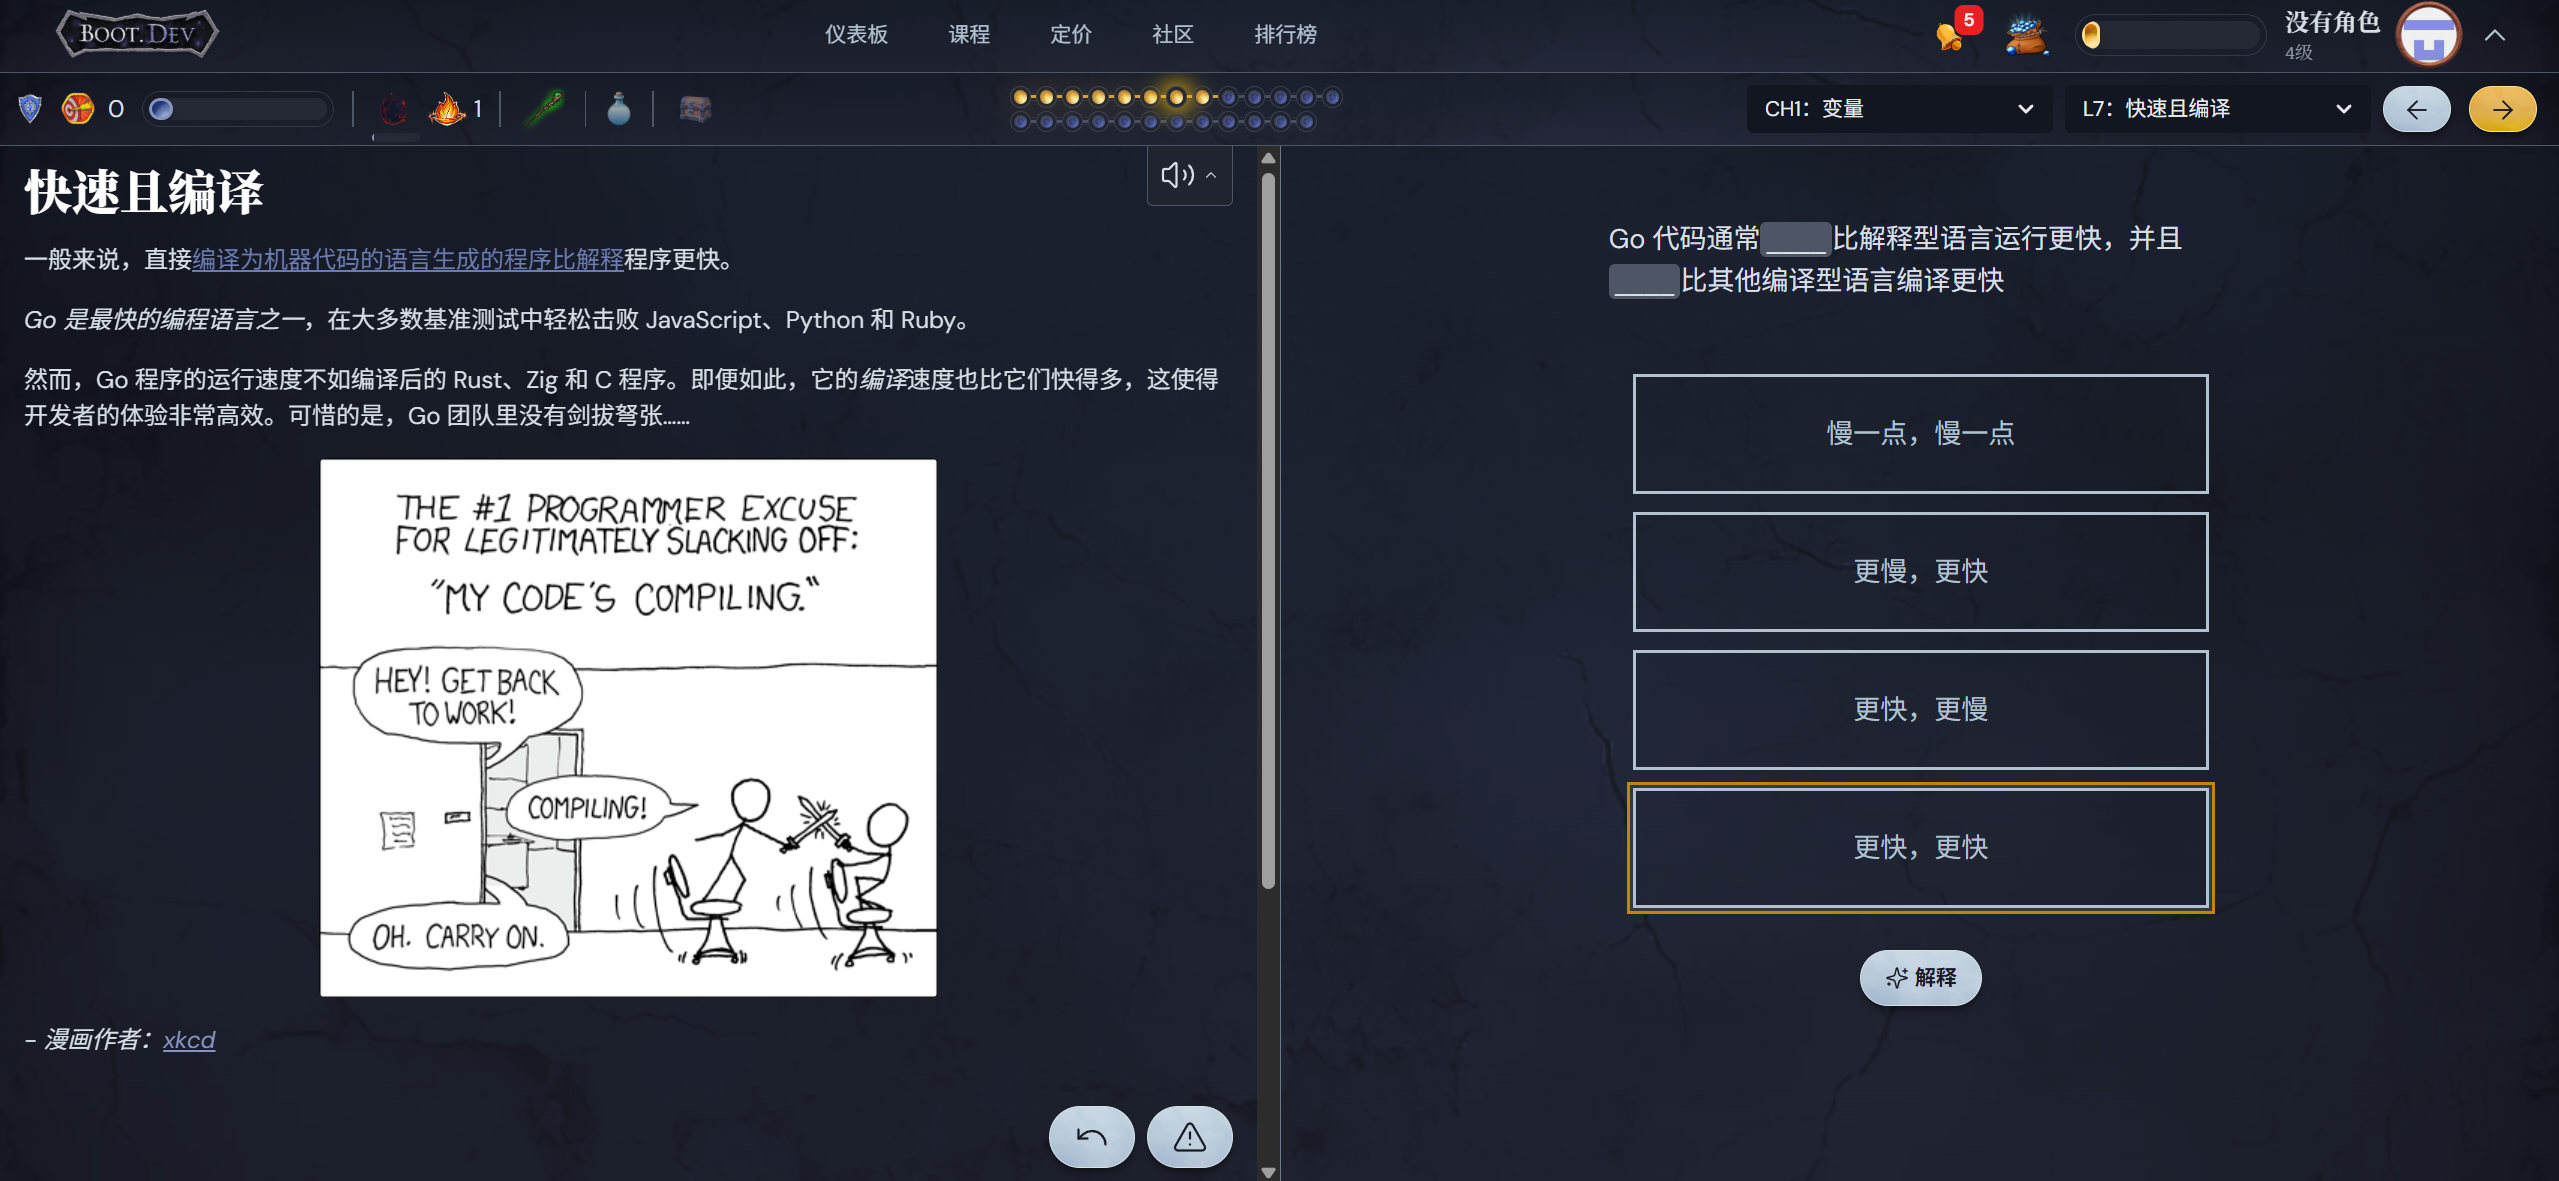 BOOT.DEV
仪表板
课程
定价
社区
排行榜
5
没有角色
4级
0
1
CH1：变量
L7：快速且编译
快速且编译
一般来说，直接编译为机器代码的语言生成的程序比解释程序更快。
Go 是最快的编程语言之一，在大多数基准测试中轻松击败 JavaScript、Python 和 Ruby。
然而，Go 程序的运行速度不如编译后的 Rust、Zig 和 C 程序。即便如此，它的编译速度也比它们快得多，这使得
开发者的体验非常高效。可惜的是，Go 团队里没有剑拔弩张……
THE #1 PROGRAMMER EXCUSE
FOR LEGITIMATELY SLACKING OFF:
"MY CODE'S COMPILING."
HEY! GET BACK
TO WORK!
COMPILING!
OH. CARRY ON.
- 漫画作者：xkcd
Go 代码通常____比解释型语言运行更快，并且
____比其他编译型语言编译更快
慢一点，慢一点
更慢，更快
更快，更慢
更快，更快
解释